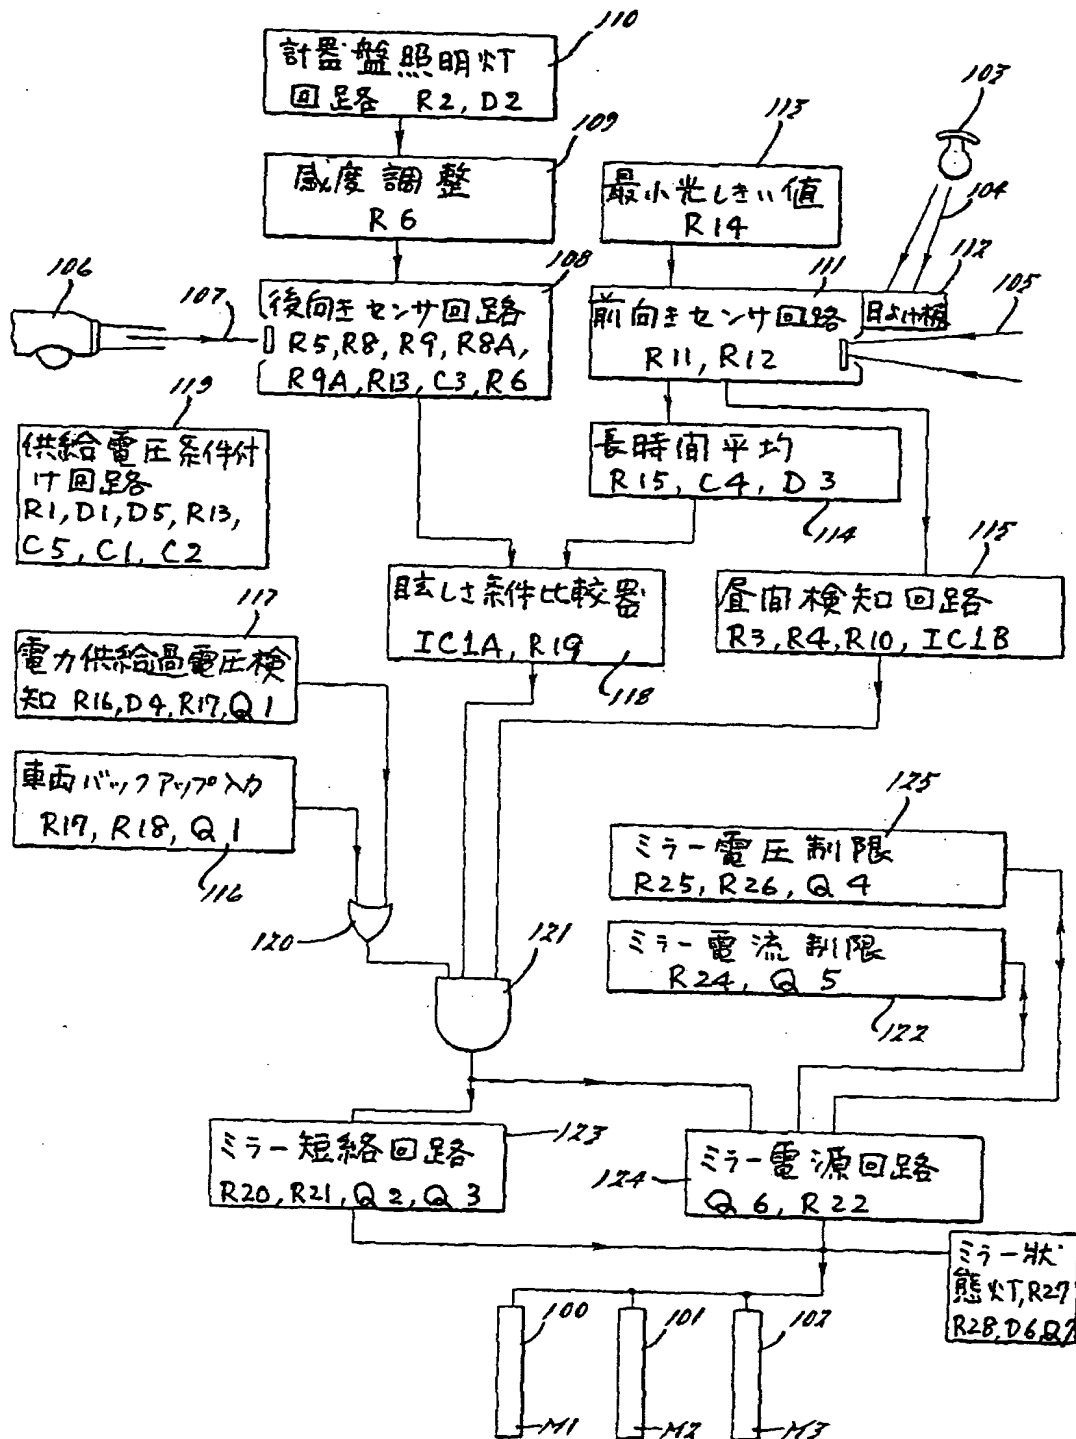 110
計器盤照明灯
回路 R2, D2
109
感度調整
R6
113
最小光しきい値
R14
103
104
112
日よけ板
105
106
107
108
後向きセンサ回路
R5, R8, R9, R8A,
R9A, R13, C3, R6
111
前向きセンサ回路
R11, R12
119
供給電圧条件付
け回路
R1, D1, D5, R13,
C5, C1, C2
長時間平均
R15, C4, D3
114
115
昼間検知回路
R3, R4, R10, IC1B
眩しさ条件比較器
IC1A, R19
118
117
電力供給過電圧検
知 R16, D4, R17, Q1
車両バックアップ入力
R17, R18, Q1
116
120
121
125
ミラー電圧制限
R25, R26, Q4
ミラー電流制限
R24, Q5
122
123
ミラー短絡回路
R20, R21, Q2, Q3
124
ミラー電源回路
Q6, R22
ミラー状
態灯, R27
R28, D6, Q7
100
101
102
M1
M2
M3